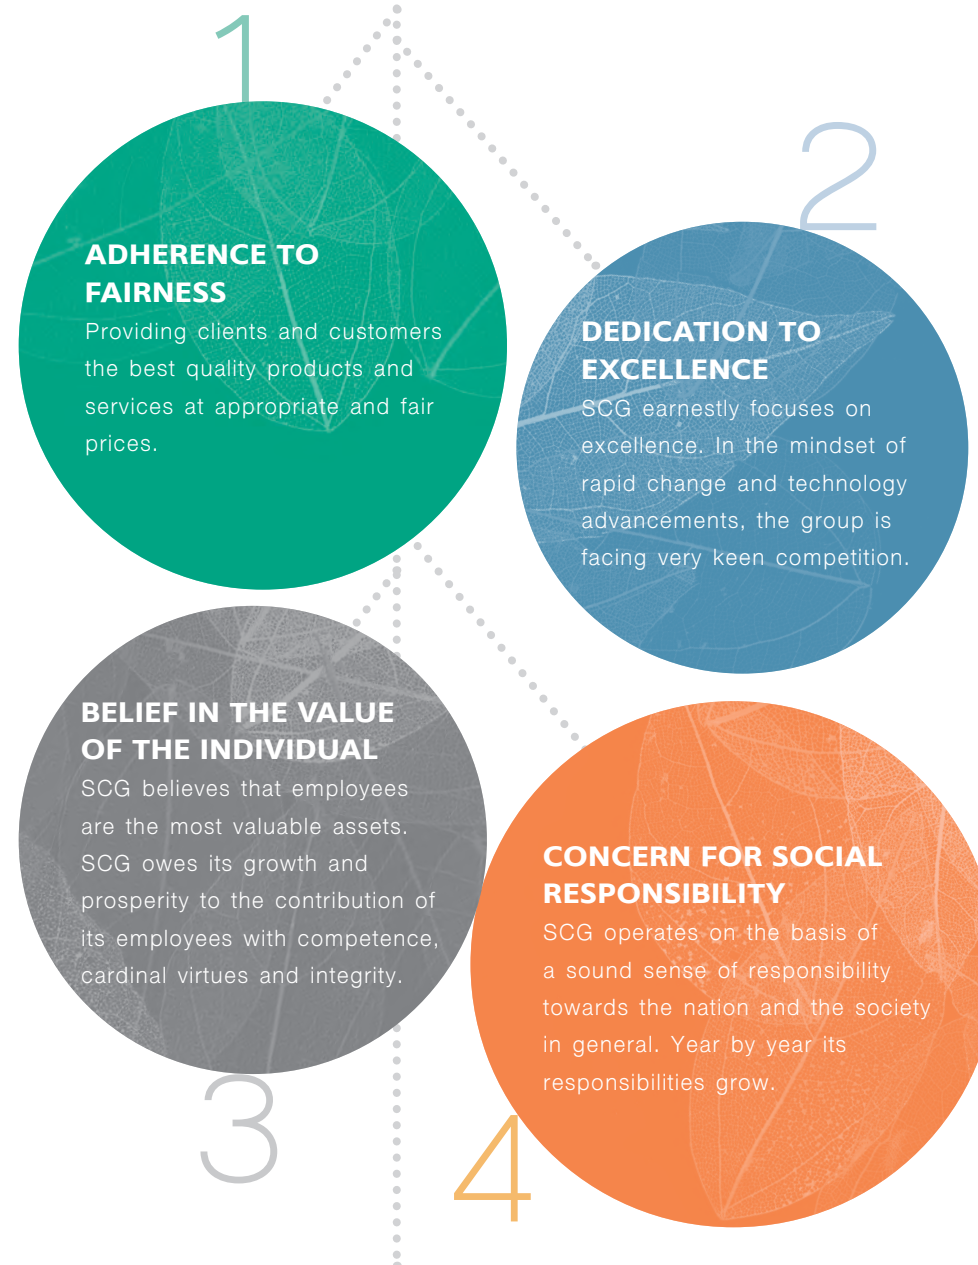 1
ADHERENCE TO
FAIRNESS
Providing clients and customers
the best quality products and
services at appropriate and fair
prices.
2
DEDICATION TO
EXCELLENCE
SCG earnestly focuses on
excellence. In the mindset of
rapid change and technology
advancements, the group is
facing very keen competition.
BELIEF IN THE VALUE
OF THE INDIVIDUAL
SCG believes that employees
are the most valuable assets.
SCG owes its growth and
prosperity to the contribution of
its employees with competence,
cardinal virtues and integrity.
3
CONCERN FOR SOCIAL
RESPONSIBILITY
SCG operates on the basis of
a sound sense of responsibility
towards the nation and the society
in general. Year by year its
responsibilities grow.
4